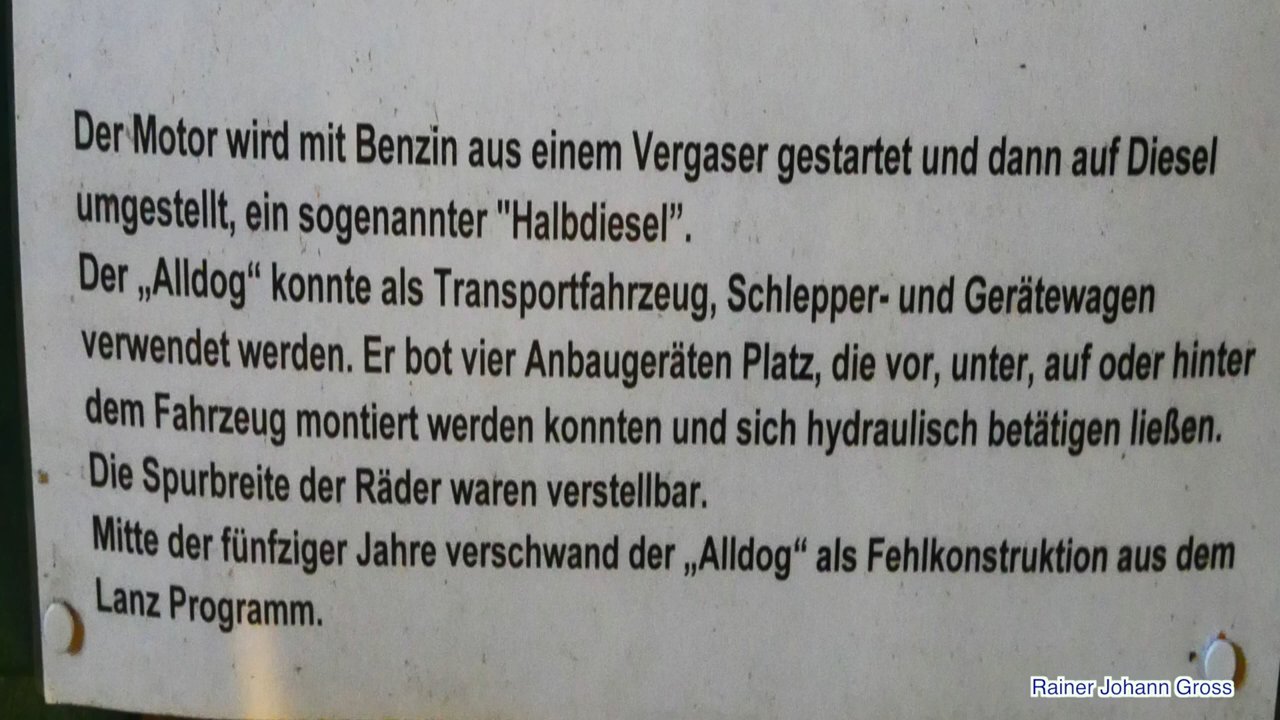 Der Motor wird mit Benzin aus einem Vergaser gestartet und dann auf Diesel
umgestellt, ein sogenannter "Halbdiesel”.
Der „Alldog“ konnte als Transportfahrzeug, Schlepper- und Gerätewagen
verwendet werden. Er bot vier Anbaugeräten Platz, die vor, unter, auf oder hinter
dem Fahrzeug montiert werden konnten und sich hydraulisch betätigen ließen.
Die Spurbreite der Räder waren verstellbar.
Mitte der fünfziger Jahre verschwand der „Alldog“ als Fehlkonstruktion aus dem
Lanz Programm.
Rainer Johann Gross